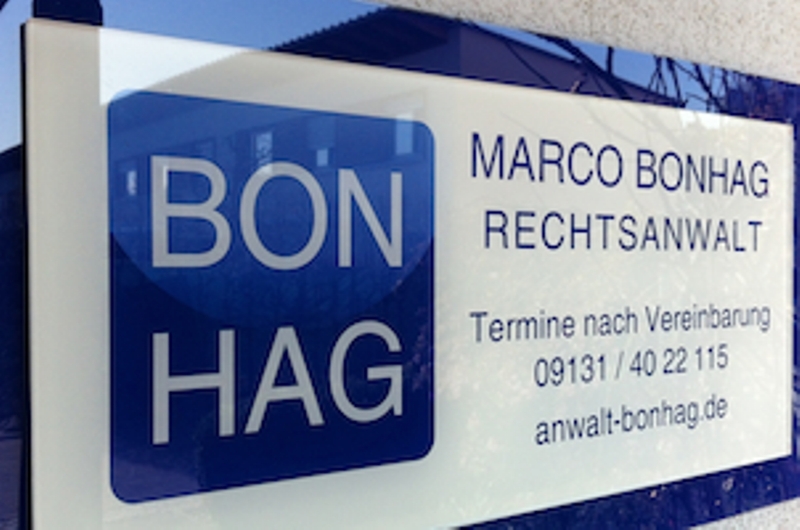 BON
HAG
MARCO BONHAG
RECHTSANWALT
Termine nach Vereinbarung
09131 / 40 22 115
anwalt-bonhag.de